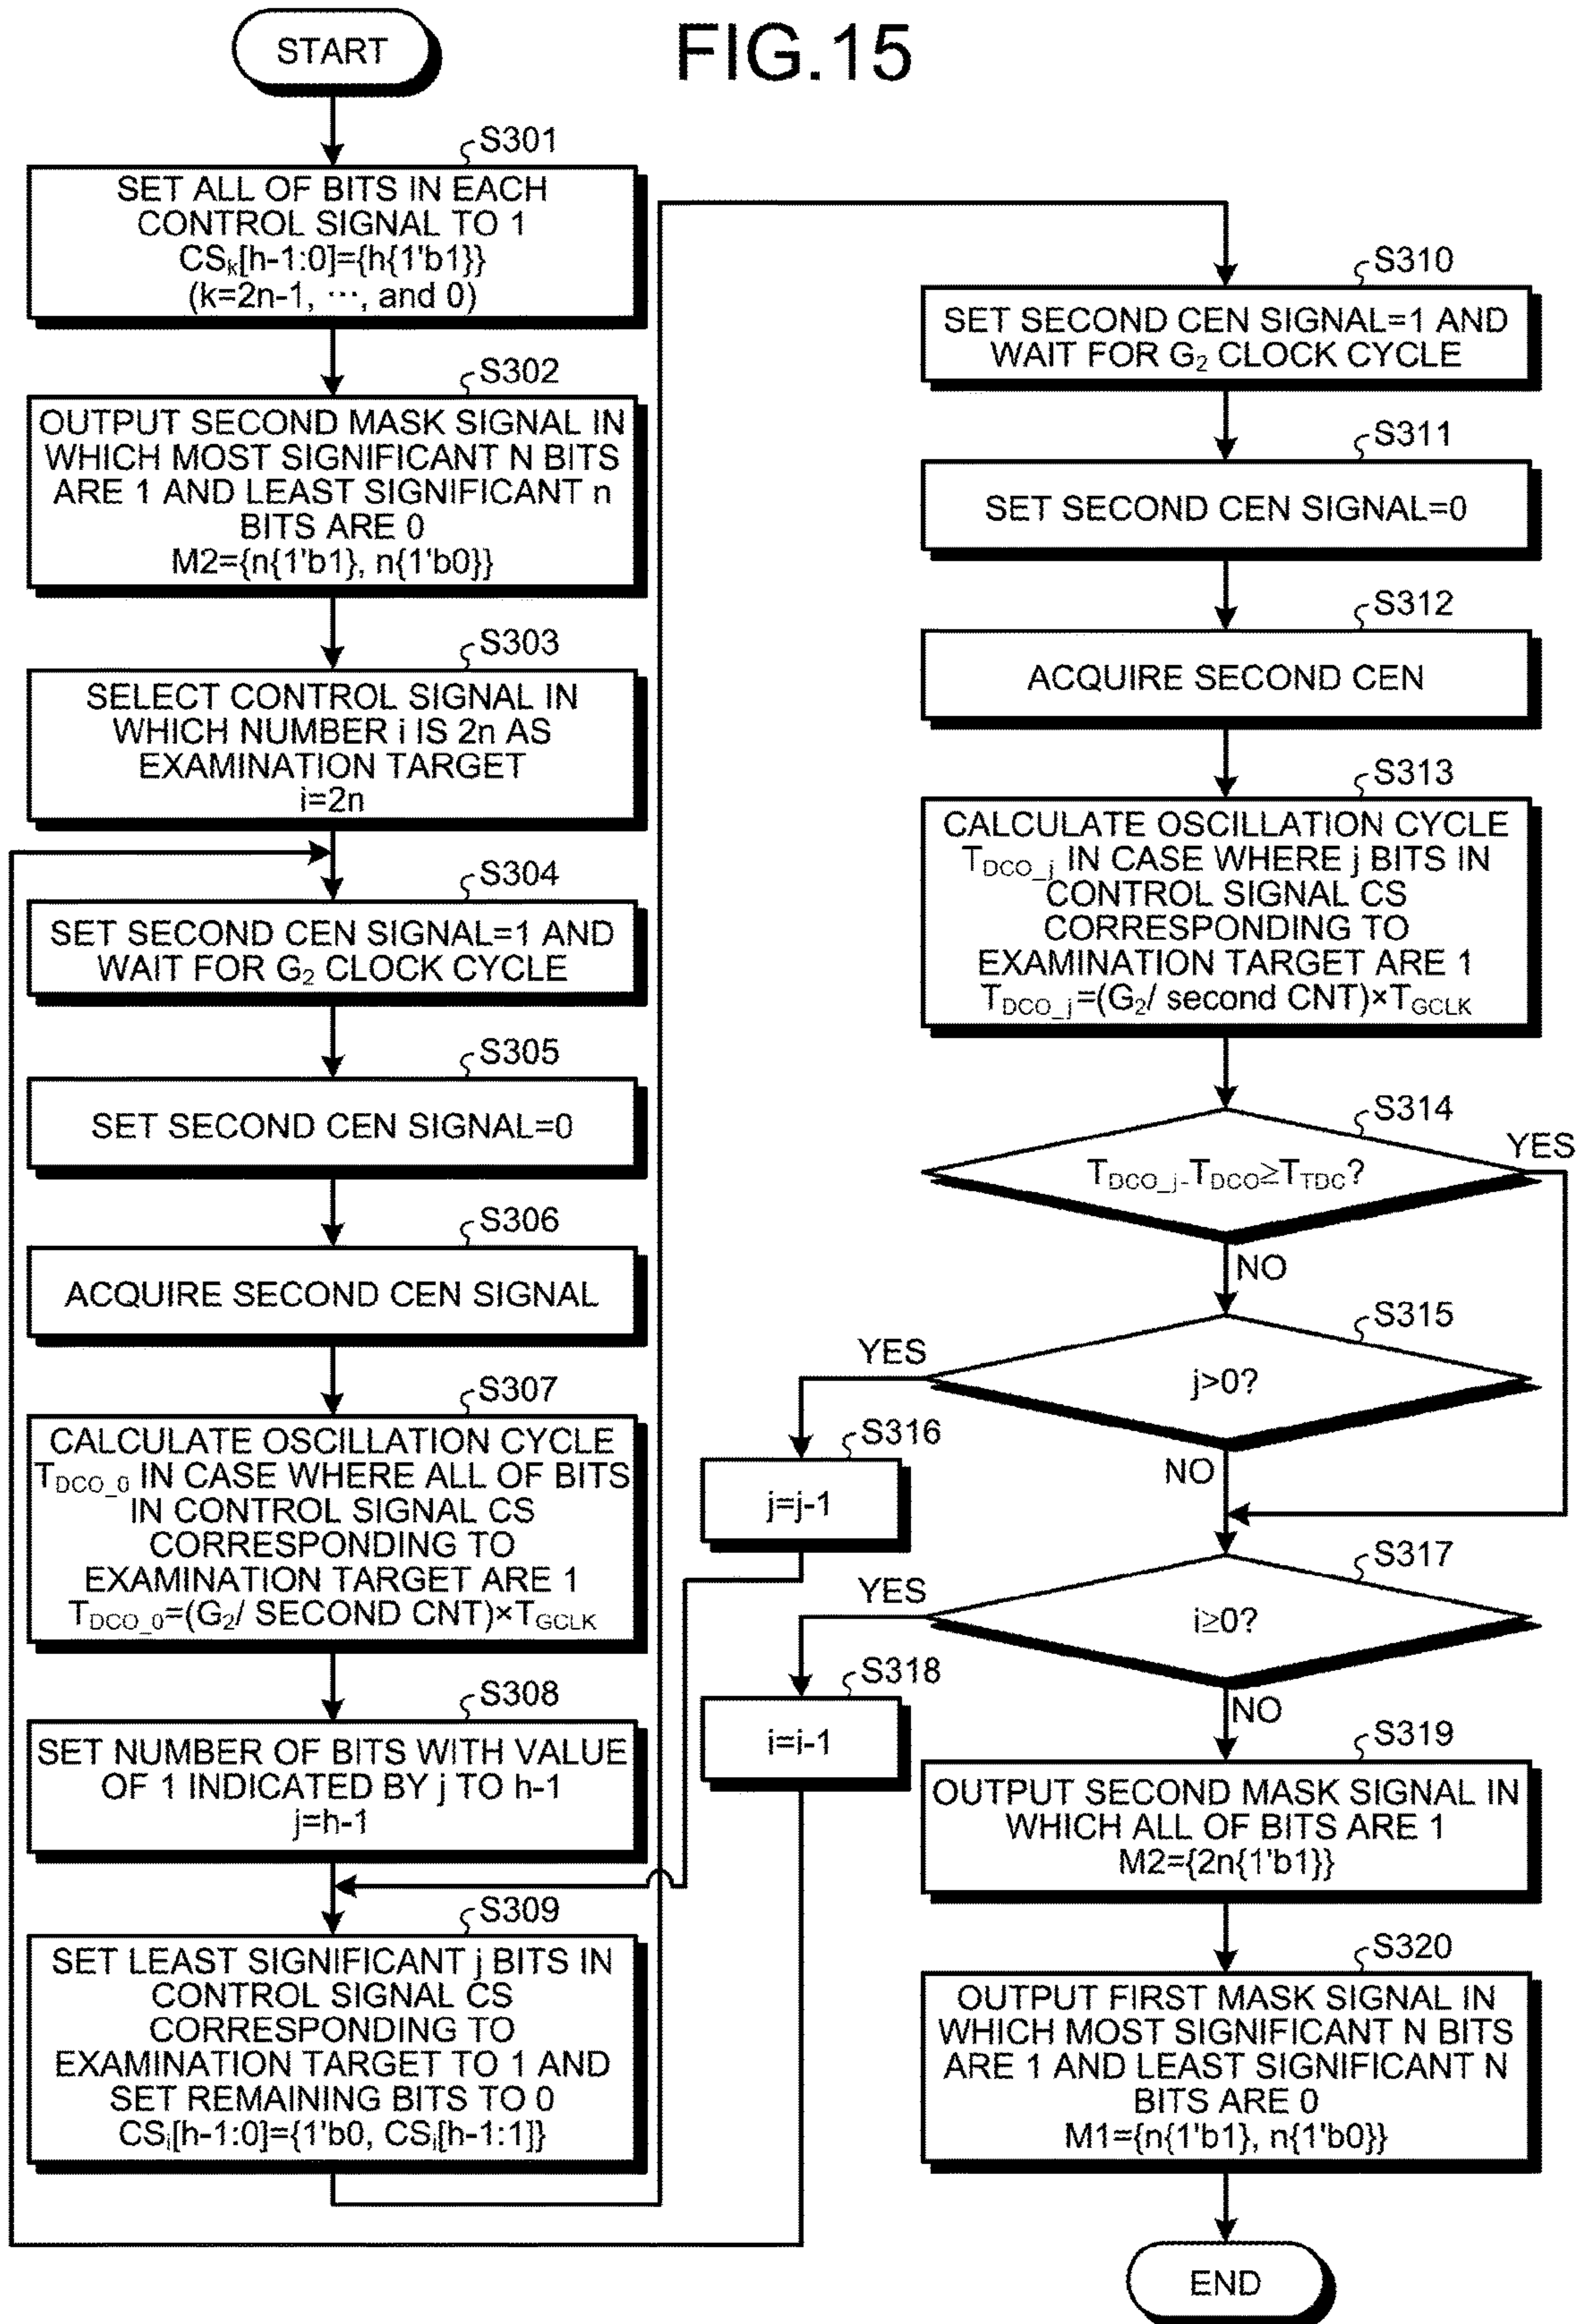 FIG.15
START
S301
SET ALL OF BITS IN EACH
CONTROL SIGNAL TO 1
CSₖ[h-1:0]={h{1'b1}}
(k=2n-1, ···, and 0)
S302
OUTPUT SECOND MASK SIGNAL IN
WHICH MOST SIGNIFICANT N BITS
ARE 1 AND LEAST SIGNIFICANT n
BITS ARE 0
M2={n{1'b1}, n{1'b0}}
S303
SELECT CONTROL SIGNAL IN
WHICH NUMBER i IS 2n AS
EXAMINATION TARGET
i=2n
S304
SET SECOND CEN SIGNAL=1 AND
WAIT FOR G₂ CLOCK CYCLE
S305
SET SECOND CEN SIGNAL=0
S306
ACQUIRE SECOND CEN SIGNAL
S307
CALCULATE OSCILLATION CYCLE
T_DCO_0 IN CASE WHERE ALL OF BITS
IN CONTROL SIGNAL CS
CORRESPONDING TO
EXAMINATION TARGET ARE 1
T_DCO_0=(G₂/ SECOND CNT)×T_GCLK
S308
SET NUMBER OF BITS WITH VALUE
OF 1 INDICATED BY j TO h-1
j=h-1
S309
SET LEAST SIGNIFICANT j BITS IN
CONTROL SIGNAL CS
CORRESPONDING TO
EXAMINATION TARGET TO 1 AND
SET REMAINING BITS TO 0
CSᵢ[h-1:0]={1'b0, CSᵢ[h-1:1]}
S310
SET SECOND CEN SIGNAL=1 AND
WAIT FOR G₂ CLOCK CYCLE
S311
SET SECOND CEN SIGNAL=0
S312
ACQUIRE SECOND CEN
S313
CALCULATE OSCILLATION CYCLE
T_DCO_j IN CASE WHERE j BITS IN
CONTROL SIGNAL CS
CORRESPONDING TO
EXAMINATION TARGET ARE 1
T_DCO_j=(G₂/ second CNT)×T_GCLK
S314
T_DCO_j-T_DCO≥T_TDC?
YES
NO
S315
j>0?
YES
NO
S316
j=j-1
S317
i≥0?
YES
NO
S318
i=i-1
S319
OUTPUT SECOND MASK SIGNAL IN
WHICH ALL OF BITS ARE 1
M2={2n{1'b1}}
S320
OUTPUT FIRST MASK SIGNAL IN
WHICH MOST SIGNIFICANT N BITS
ARE 1 AND LEAST SIGNIFICANT N
BITS ARE 0
M1={n{1'b1}, n{1'b0}}
END